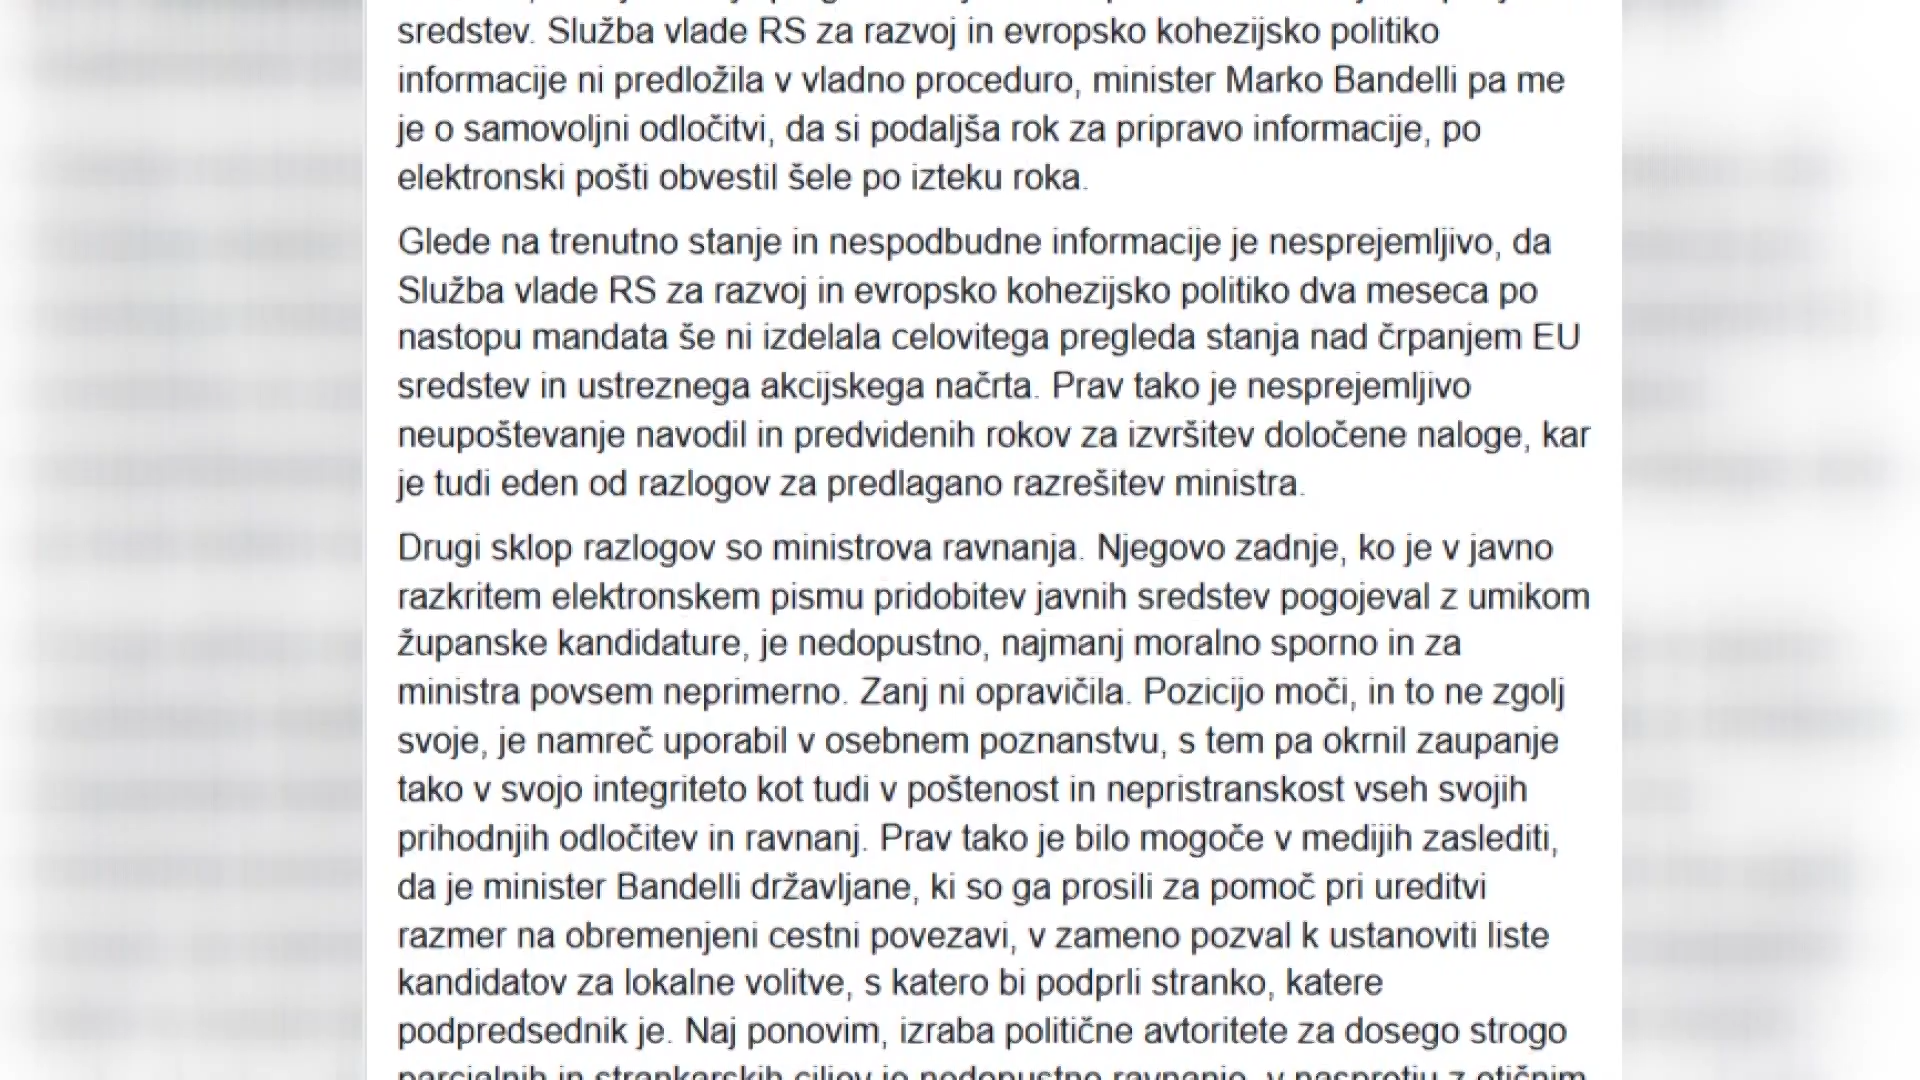 sredstev. Služba vlade RS za razvoj in evropsko kohezijsko politiko
informacije ni predložila v vladno proceduro, minister Marko Bandelli pa me
je o samovoljni odločitvi, da si podaljša rok za pripravo informacije, po
elektronski pošti obvestil šele po izteku roka.
Glede na trenutno stanje in nespodbudne informacije je nesprejemljivo, da
Služba vlade RS za razvoj in evropsko kohezijsko politiko dva meseca po
nastopu mandata še ni izdelala celovitega pregleda stanja nad črpanjem EU
sredstev in ustreznega akcijskega načrta. Prav tako je nesprejemljivo
neupoštevanje navodil in predvidenih rokov za izvršitev določene naloge, kar
je tudi eden od razlogov za predlagano razrešitev ministra.
Drugi sklop razlogov so ministrova ravnanja. Njegovo zadnje, ko je v javno
razkritem elektronskem pismu pridobitev javnih sredstev pogojeval z umikom
županske kandidature, je nedopustno, najmanj moralno sporno in za
ministra povsem neprimerno. Zanj ni opravičila. Pozicijo moči, in to ne zgolj
svoje, je namreč uporabil v osebnem poznanstvu, s tem pa okrnil zaupanje
tako v svojo integriteto kot tudi v poštenost in nepristranskost vseh svojih
prihodnjih odločitev in ravnanj. Prav tako je bilo mogoče v medijih zaslediti,
da je minister Bandelli državljane, ki so ga prosili za pomoč pri ureditvi
razmer na obremenjeni cestni povezavi, v zameno pozval k ustanoviti liste
kandidatov za lokalne volitve, s katero bi podprli stranko, katere
podpredsednik je. Naj ponovim, izraba politične avtoritete za dosego strogo
parcialnih in strankarskih ciljev je nedopustno ravnanje, v nasprotju z etičnim